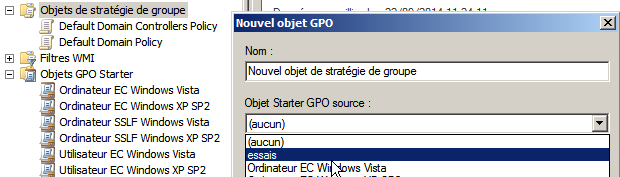 Objets de stratégie de groupe
Default Domain Controllers Policy
Default Domain Policy
Filtres WMI
Objets GPO Starter
Ordinateur EC Windows Vista
Ordinateur EC Windows XP SP2
Ordinateur SSLF Windows Vista
Ordinateur SSLF Windows XP SP2
Utilisateur EC Windows Vista
Utilisateur EC Windows XP SP2
Nouvel objet GPO
Nom :
Nouvel objet de stratégie de groupe
Objet Starter GPO source :
(aucun)
(aucun)
essais
Ordinateur EC Windows Vista